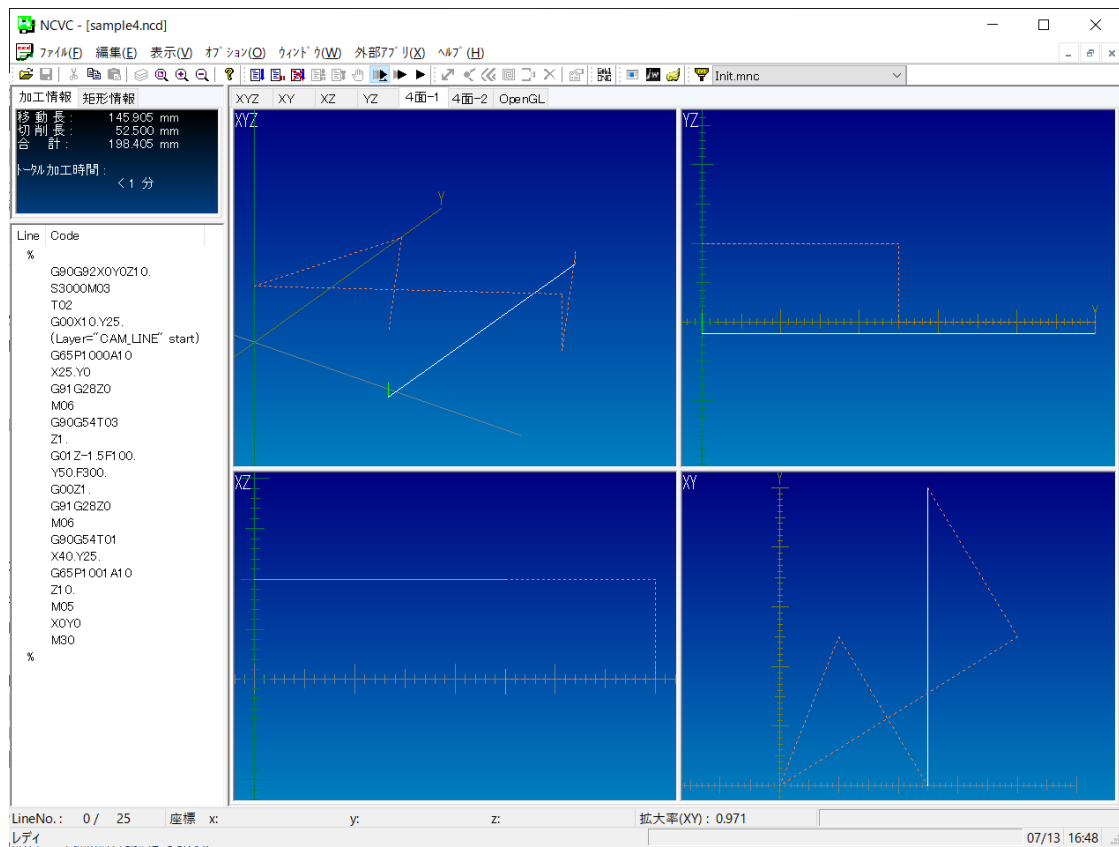 NCVC - [sample4.ncd]
ファイル(F) 編集(E) 表示(V) オプション(O) ウィンドウ(W) 外部アプリ(X) ヘルプ(H)
Init.mnc
加工情報 矩形情報
XYZ XY XZ YZ 4面-1 4面-2 OpenGL
移動長: 145.905 mm
切削長: 52.500 mm
合 計: 198.405 mm
トータル加工時間:
<1 分
Line Code
%
G90G92X0Y0Z10.
S3000M03
T02
G00X10.Y25.
(Layer="CAM_LINE" start)
G65P1000A10
X25.Y0
G91G28Z0
M06
G90G54T03
Z1.
G01Z-1.5F100.
Y50.F300.
G00Z1.
G91G28Z0
M06
G90G54T01
X40.Y25.
G65P1001A10
Z10.
M05
X0Y0
M30
%
XYZ
Y
YZ
Y
XZ
XY
Y
LineNo.: 0/ 25 座標 x: y: z: 拡大率(XY): 0.971
レディ 07/13 16:48